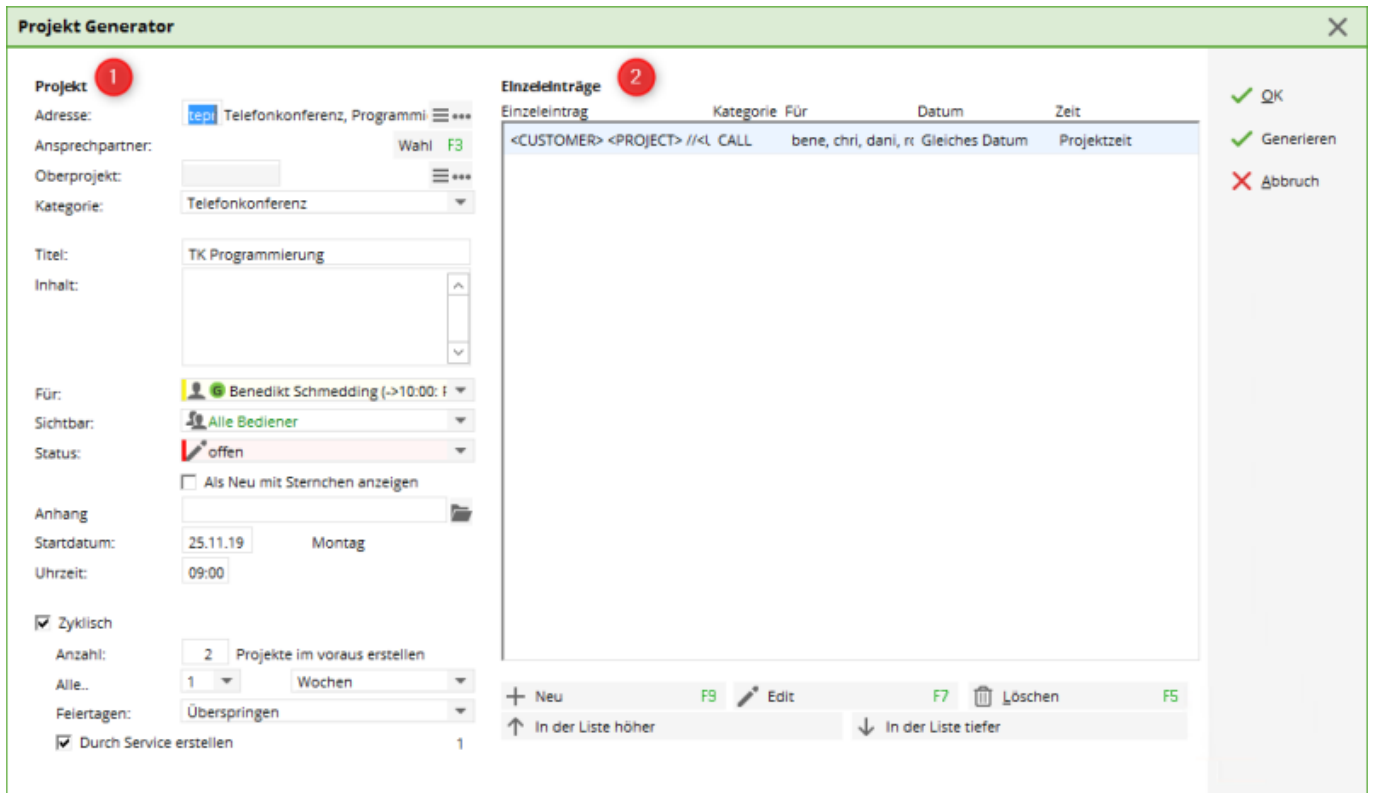 Projekt Generator
Projekt 1
Adresse: tepr Telefonkonferenz, Programmi
Ansprechpartner: Wahl F3
Oberprojekt:
Kategorie: Telefonkonferenz
Titel: TK Programmierung
Inhalt:
Für: G Benedikt Schmedding (->10:00: F
Sichtbar: Alle Bediener
Status: offen
Als Neu mit Sternchen anzeigen
Anhang
Startdatum: 25.11.19 Montag
Uhrzeit: 09:00
Zyklisch
Anzahl: 2 Projekte im voraus erstellen
Alle.. 1 Wochen
Feiertagen: Überspringen
Durch Service erstellen 1
Einzeleinträge 2
Einzeleintrag Kategorie Für Datum Zeit
<CUSTOMER> <PROJECT> //<L CALL bene, chri, dani, ro Gleiches Datum Projektzeit
Neu F9 Edit F7 Löschen F5
In der Liste höher In der Liste tiefer
OK
Generieren
Abbruch